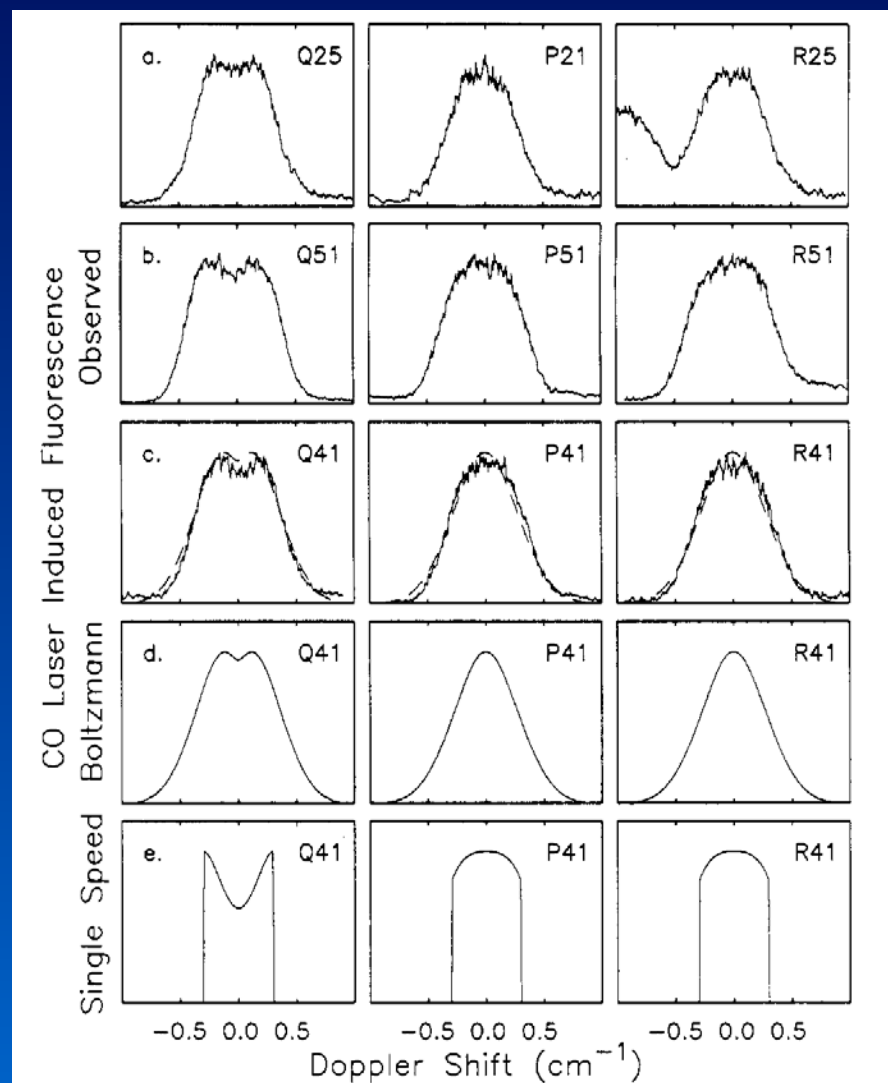 a. Q25 P21 R25
b. Q51 P51 R51
c. Q41 P41 R41
d. Q41 P41 R41
e. Q41 P41 R41
CO Laser Induced Fluorescence
Observed
Boltzmann
Single Speed
-0.5 0.0 0.5 -0.5 0.0 0.5 -0.5 0.0 0.5
Doppler Shift (cm⁻¹)